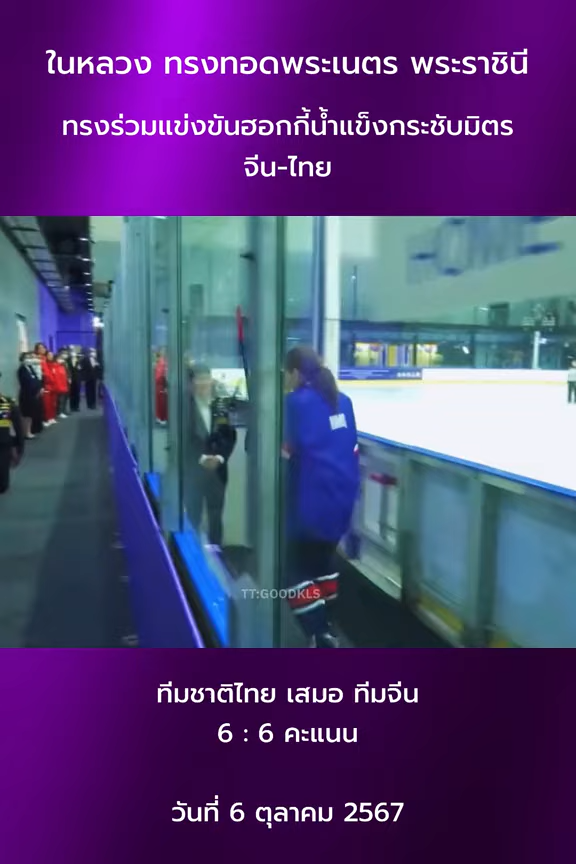 ในหลวง ทรงทอดพระเนตร พระราชินี
ทรงร่วมแข่งขันฮอกกี้น้ำแข็งกระชับมิตร
จีน-ไทย
TT:GOODKLS
ทีมชาติไทย เสมอ ทีมจีน
6 : 6 คะแนน
วันที่ 6 ตุลาคม 2567